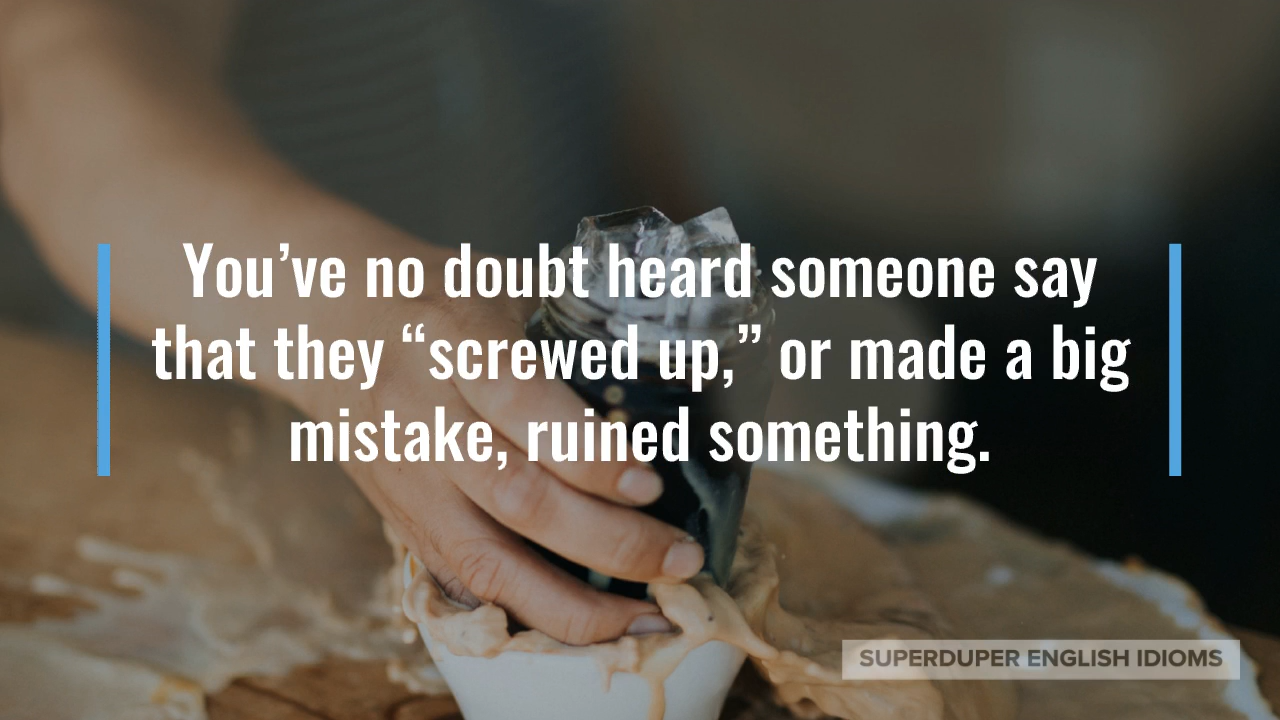 You’ve no doubt heard someone say
that they “screwed up,” or made a big
mistake, ruined something.
SUPERDUPER ENGLISH IDIOMS